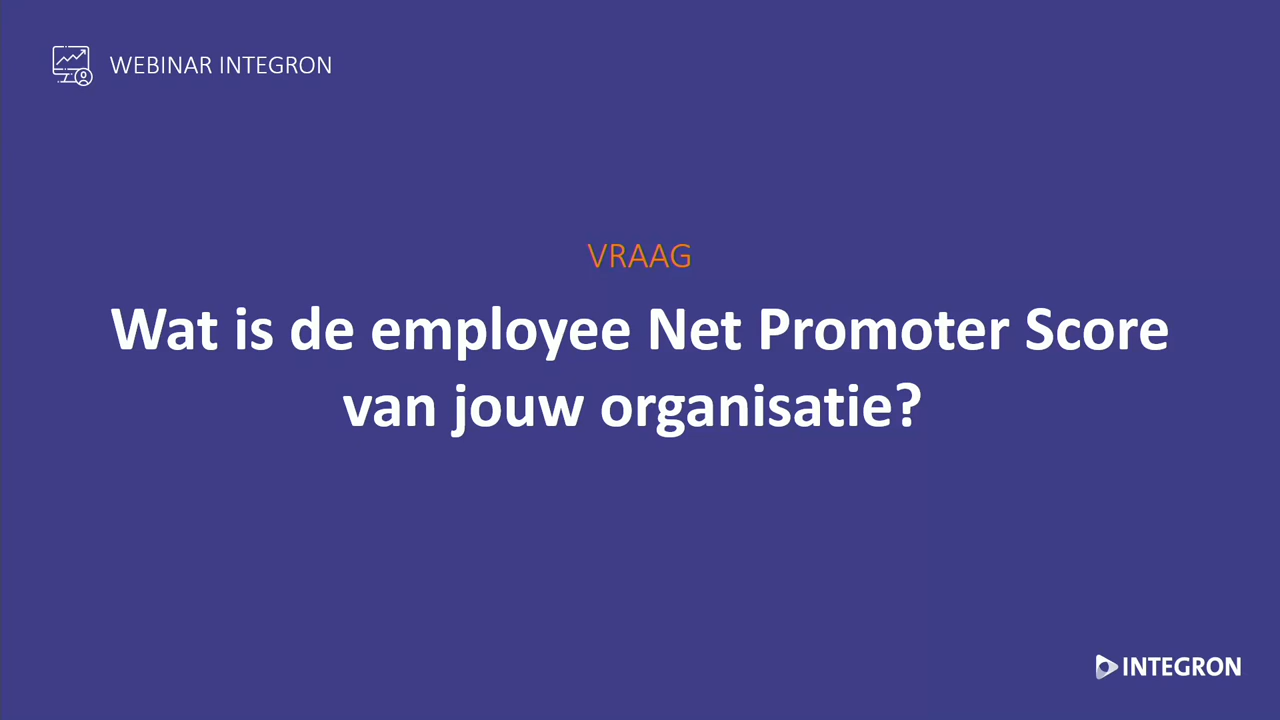 WEBINAR INTEGRON
VRAAG
Wat is de employee Net Promoter Score
van jouw organisatie?
INTEGRON